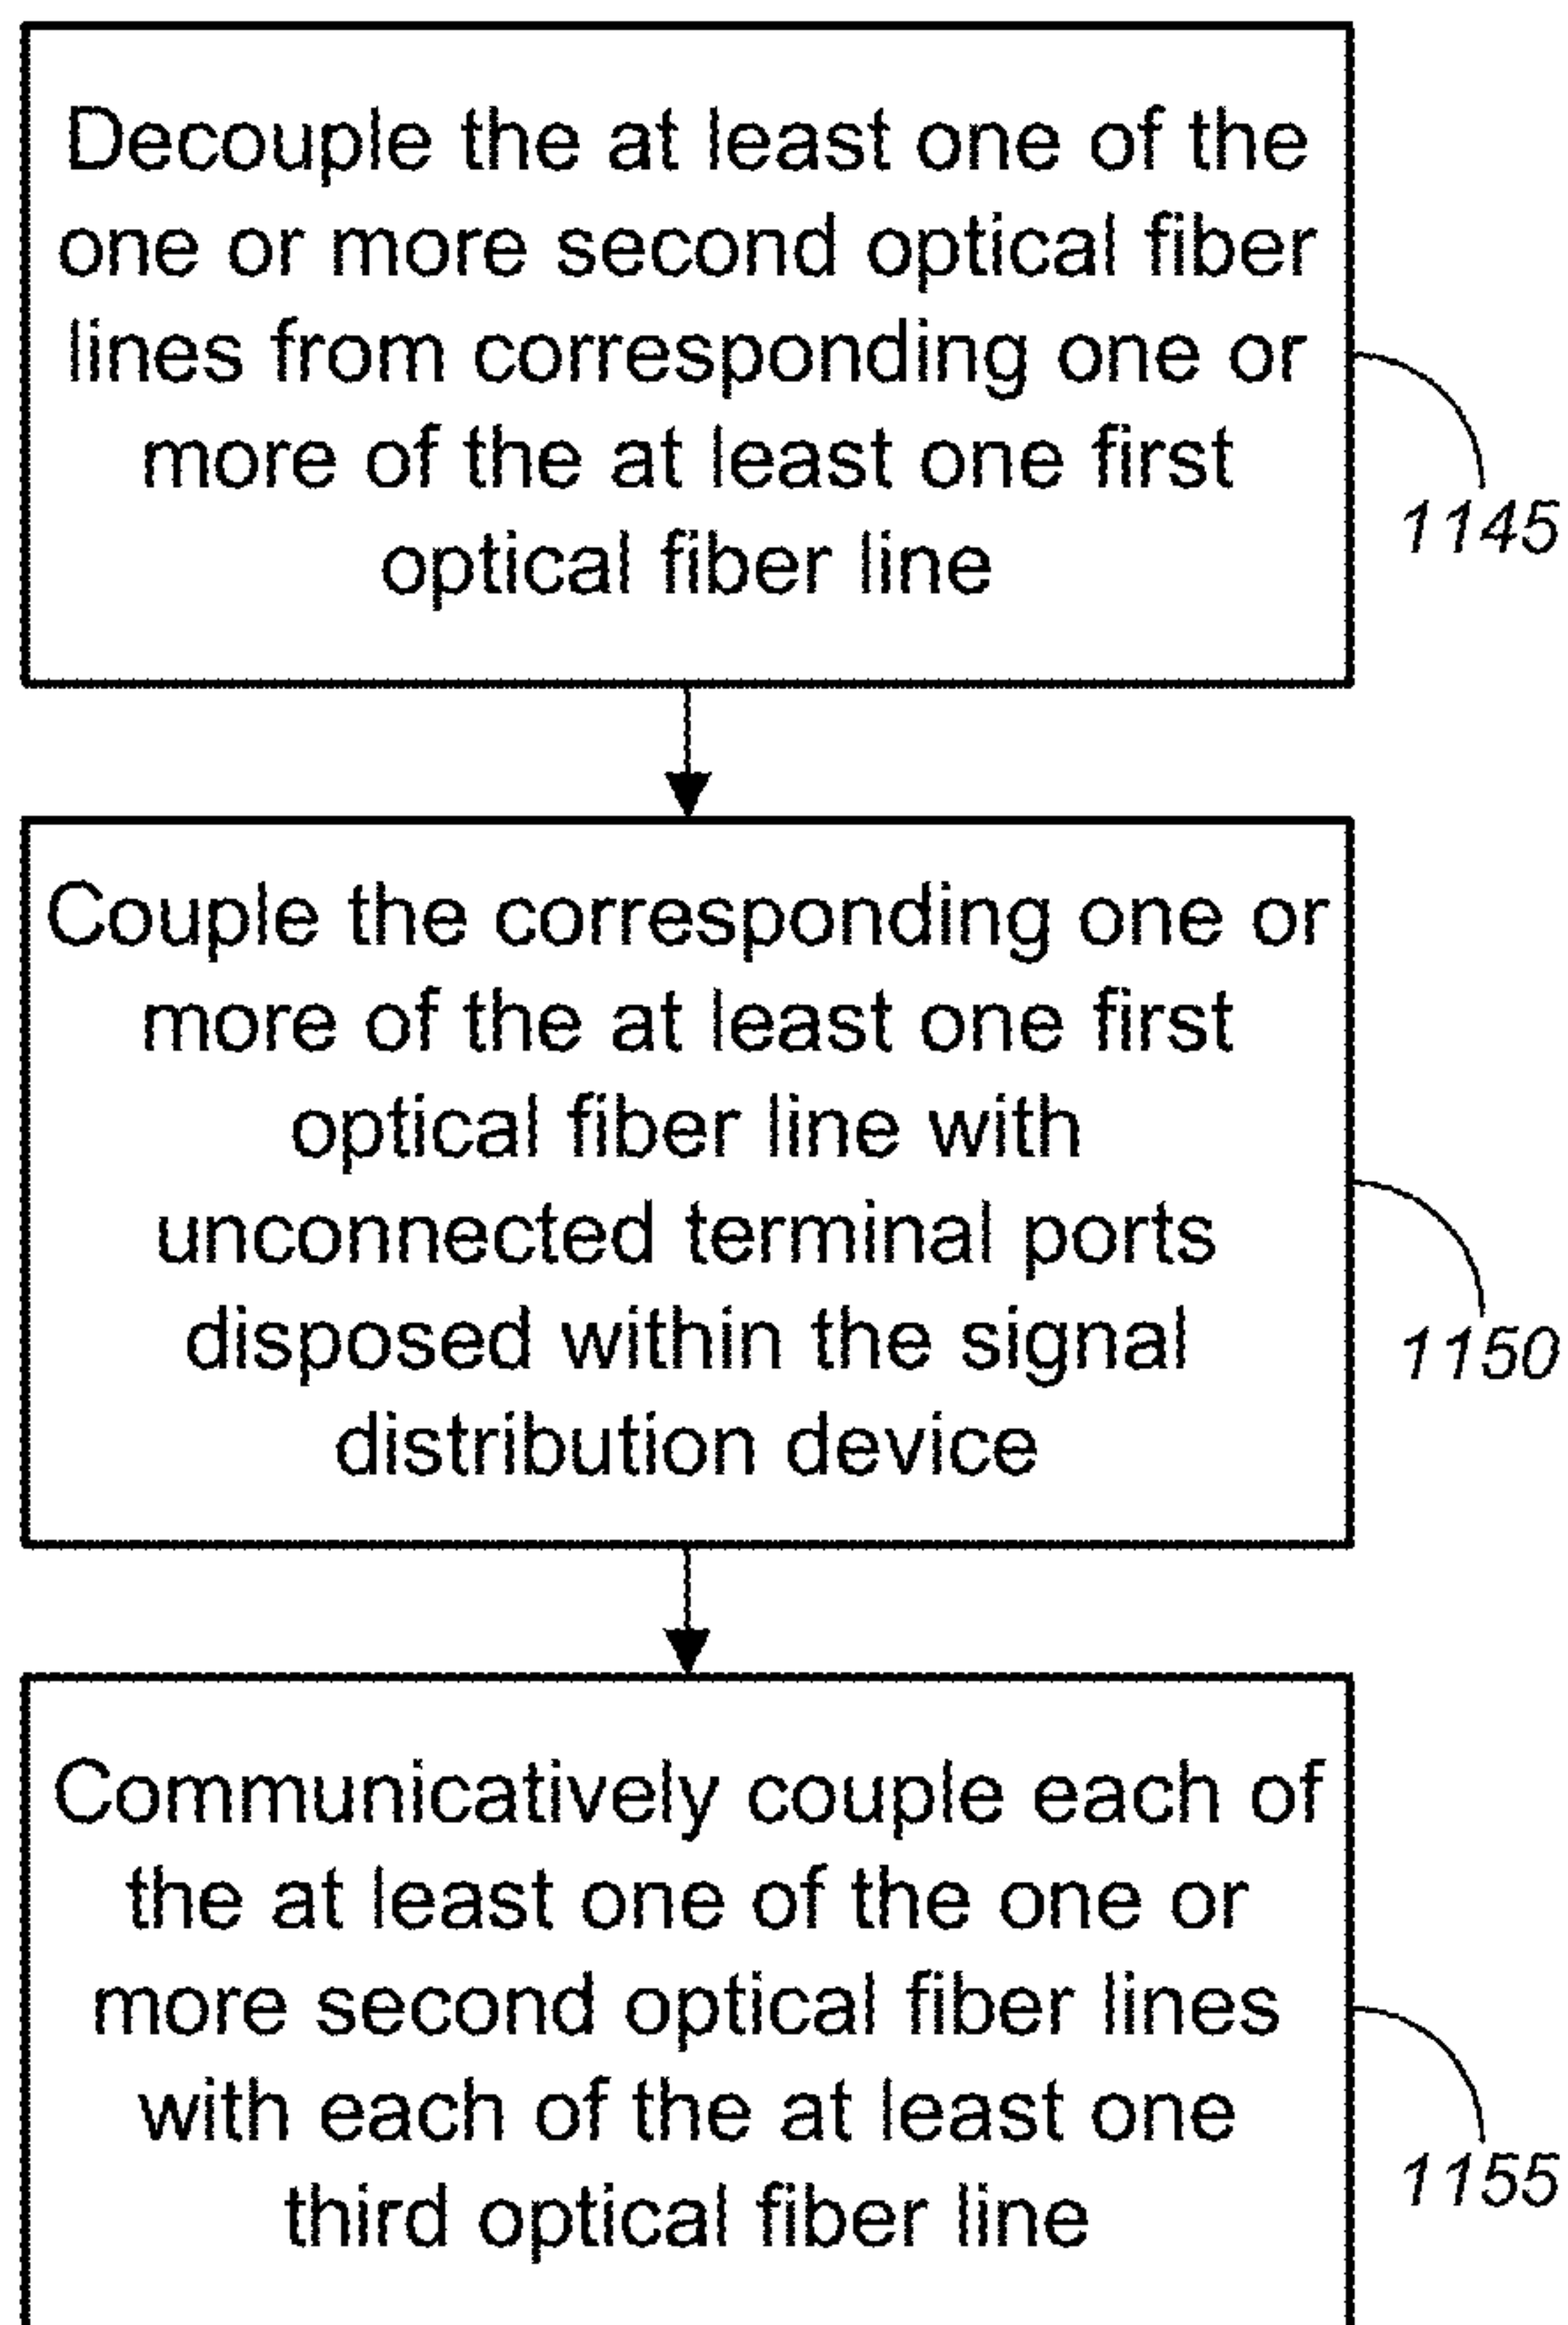 Decouple the at least one of the
one or more second optical fiber
lines from corresponding one or
more of the at least one first
optical fiber line
1145
Couple the corresponding one or
more of the at least one first
optical fiber line with
unconnected terminal ports
disposed within the signal
distribution device
1150
Communicatively couple each of
the at least one of the one or
more second optical fiber lines
with each of the at least one
third optical fiber line
1155